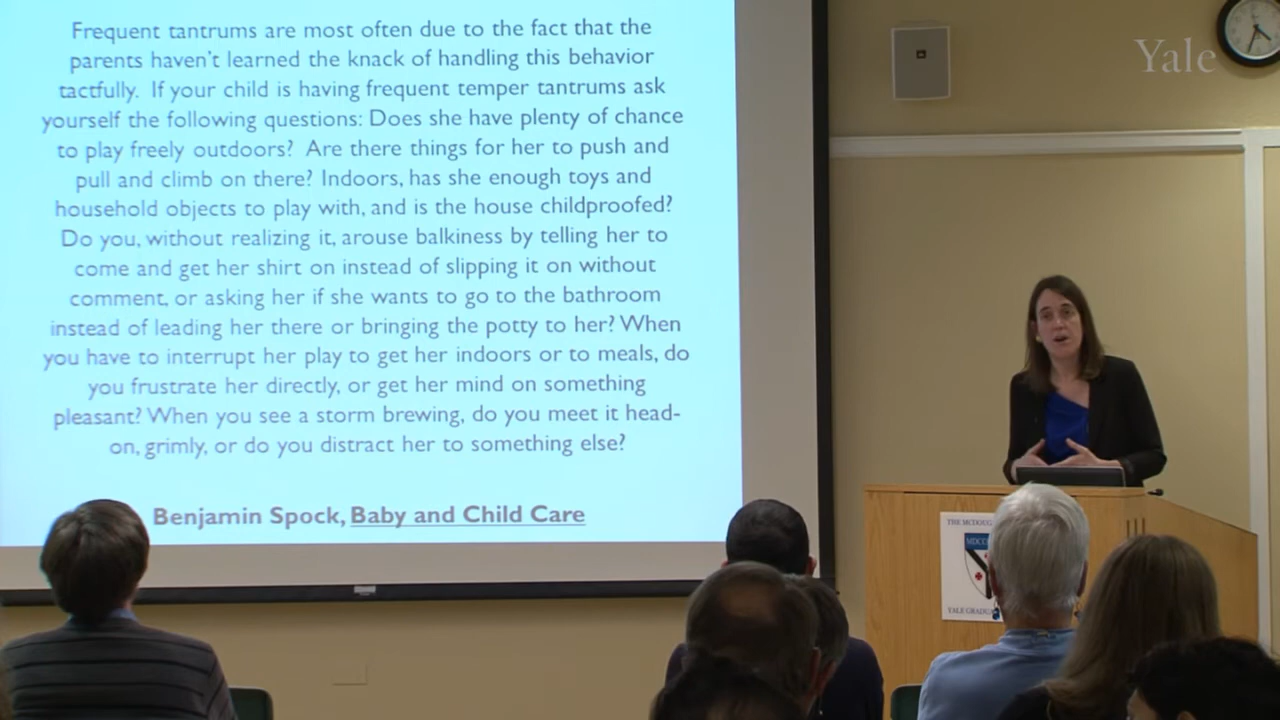 Frequent tantrums are most often due to the fact that the
parents haven't learned the knack of handling this behavior
tactfully. If your child is having frequent temper tantrums ask
yourself the following questions: Does she have plenty of chance
to play freely outdoors? Are there things for her to push and
pull and climb on there? Indoors, has she enough toys and
household objects to play with, and is the house childproofed?
Do you, without realizing it, arouse balkiness by telling her to
come and get her shirt on instead of slipping it on without
comment, or asking her if she wants to go to the bathroom
instead of leading her there or bringing the potty to her? When
you have to interrupt her play to get her indoors or to meals, do
you frustrate her directly, or get her mind on something
pleasant? When you see a storm brewing, do you meet it head-
on, grimly, or do you distract her to something else?
Benjamin Spock, Baby and Child Care
Yale
THE MCDOUG
MDCC
YALE GRADUA